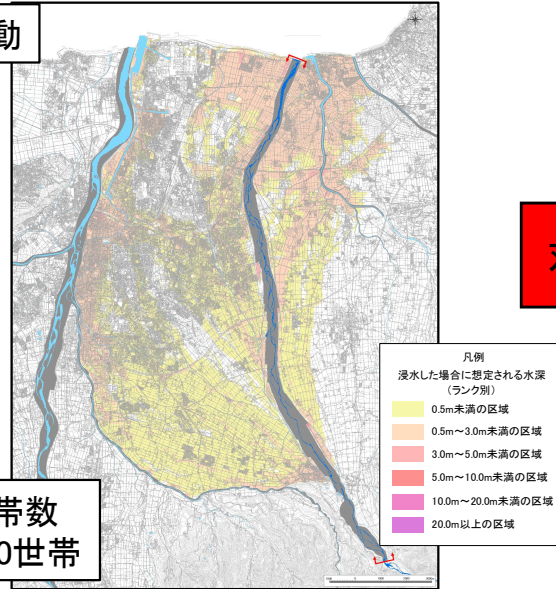 動
凡例
浸水した場合に想定される水深
(ランク別)
0.5m未満の区域
0.5m～3.0m未満の区域
3.0m～5.0m未満の区域
5.0m～10.0m未満の区域
10.0m～20.0m未満の区域
20.0m以上の区域
帯数
0世帯